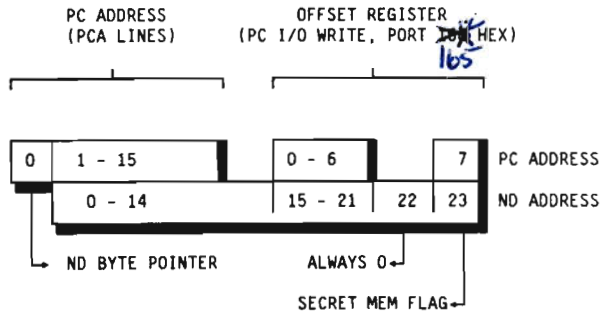 PC ADDRESS OFFSET REGISTER
(PCA LINES) (PC I/O WRITE, PORT HEX)
165
0 1 - 15 0 - 6 7 PC ADDRESS
0 - 14 15 - 21 22 23 ND ADDRESS
ND BYTE POINTER ALWAYS 0
SECRET MEM FLAG